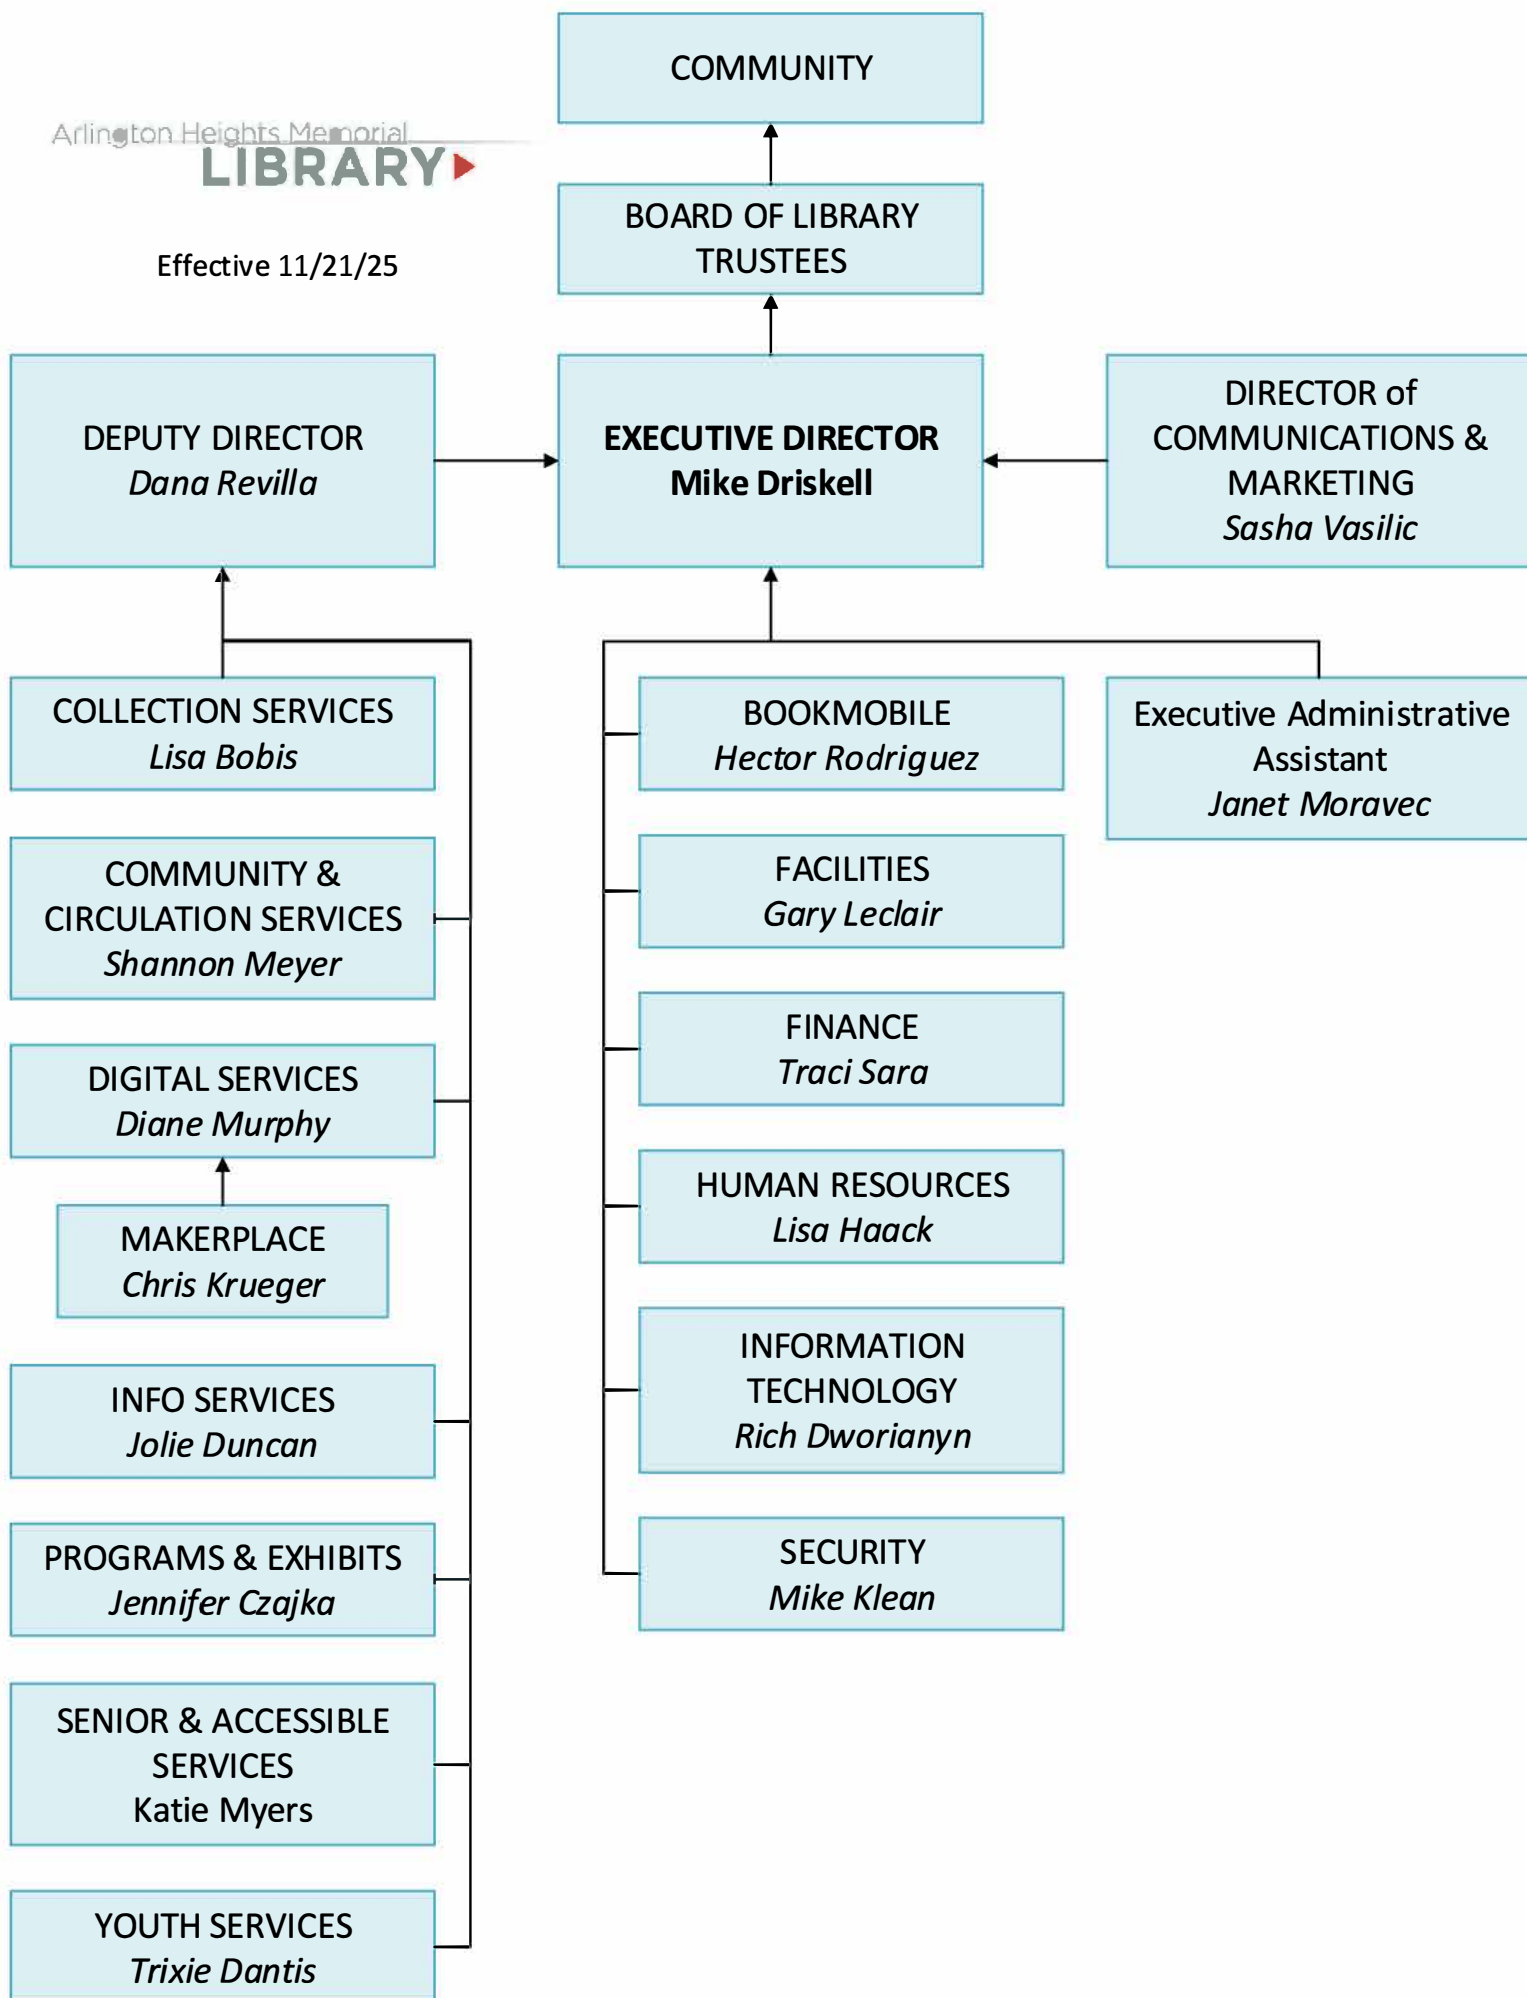 COMMUNITY
Arlington Heights Memorial
LIBRARY
BOARD OF LIBRARY
TRUSTEES
Effective 11/21/25
DEPUTY DIRECTOR
Dana Revilla
EXECUTIVE DIRECTOR
Mike Driskell
DIRECTOR of
COMMUNICATIONS &
MARKETING
Sasha Vasilic
COLLECTION SERVICES
Lisa Bobis
COMMUNITY &
CIRCULATION SERVICES
Shannon Meyer
DIGITAL SERVICES
Diane Murphy
MAKERPLACE
Chris Krueger
INFO SERVICES
Jolie Duncan
PROGRAMS & EXHIBITS
Jennifer Czajka
SENIOR & ACCESSIBLE
SERVICES
Katie Myers
YOUTH SERVICES
Trixie Dantis
BOOKMOBILE
Hector Rodriguez
FACILITIES
Gary Leclair
FINANCE
Traci Sara
HUMAN RESOURCES
Lisa Haack
INFORMATION
TECHNOLOGY
Rich Dworianyn
SECURITY
Mike Klean
Executive Administrative
Assistant
Janet Moravec